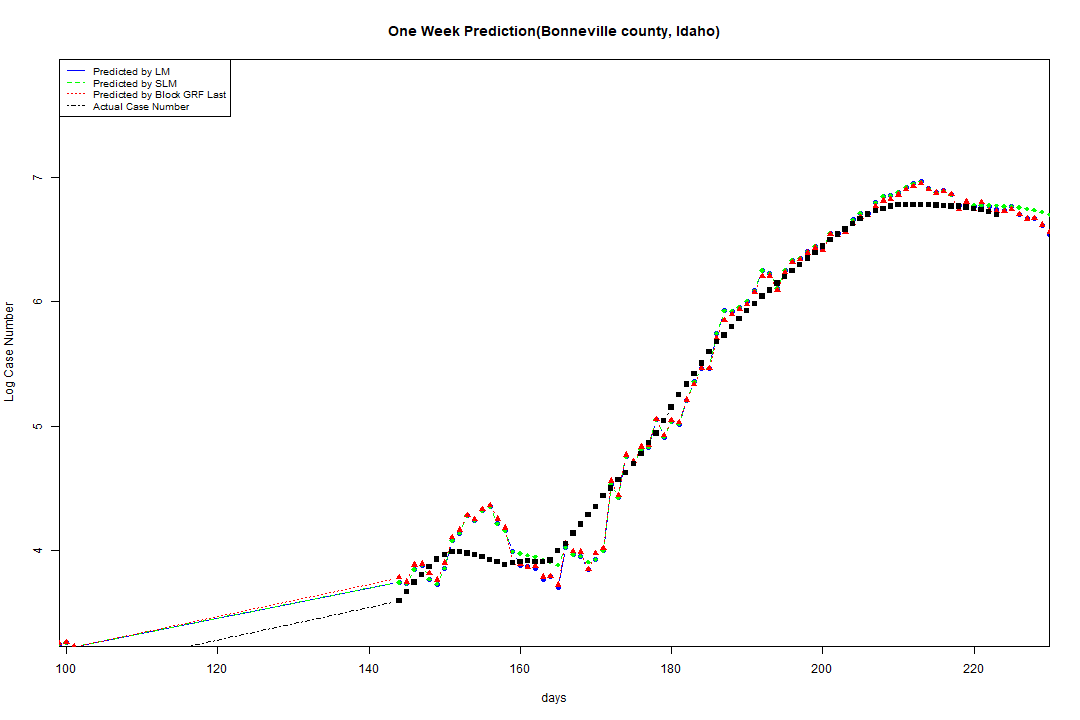 One Week Prediction(Bonneville county, Idaho)
Predicted by LM
Predicted by SLM
Predicted by Block GRF Last
Actual Case Number
7
6
5
4
Log Case Number
100 120 140 160 180 200 220
days